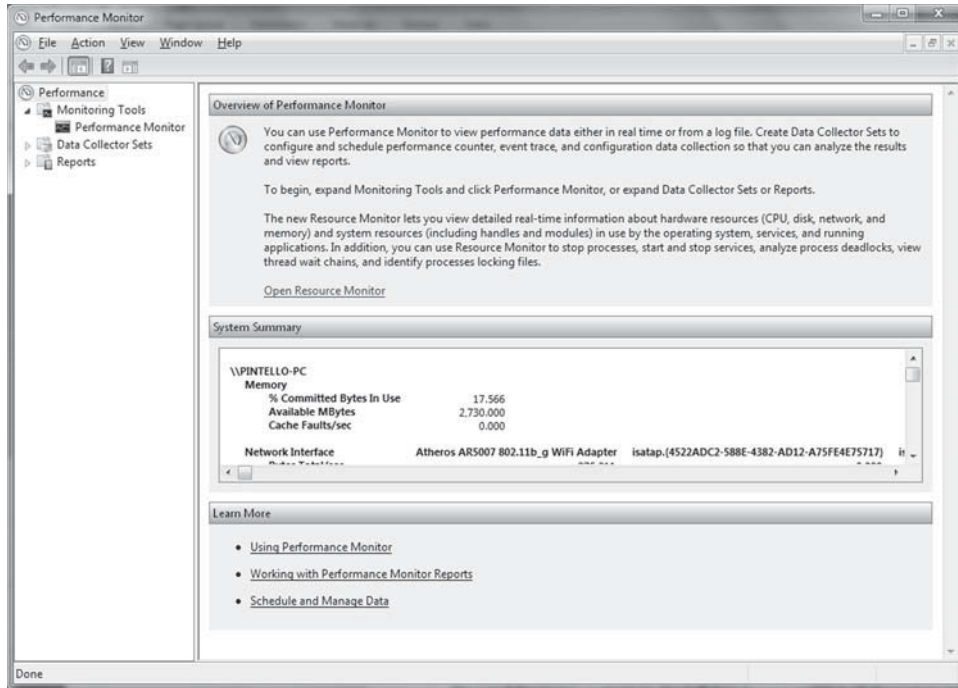 Performance Monitor
File Action View Window Help
Performance
Monitoring Tools
Performance Monitor
Data Collector Sets
Reports
Overview of Performance Monitor
You can use Performance Monitor to view performance data either in real time or from a log file. Create Data Collector Sets to
configure and schedule performance counter, event trace, and configuration data collection so that you can analyze the results
and view reports.
To begin, expand Monitoring Tools and click Performance Monitor, or expand Data Collector Sets or Reports.
The new Resource Monitor lets you view detailed real-time information about hardware resources (CPU, disk, network, and
memory) and system resources (including handles and modules) in use by the operating system, services, and running
applications. In addition, you can use Resource Monitor to stop processes, start and stop services, analyze process deadlocks, view
thread wait chains, and identify processes locking files.
Open Resource Monitor
System Summary
\\PINTELLO-PC
Memory
% Committed Bytes In Use 17.566
Available MBytes 2,730.000
Cache Faults/sec 0.000
Network Interface Atheros AR5007 802.11b_g WiFi Adapter isatap.{4522ADC2-588E-4382-AD12-A75FE4E75717}
Learn More
Using Performance Monitor
Working with Performance Monitor Reports
Schedule and Manage Data
Done